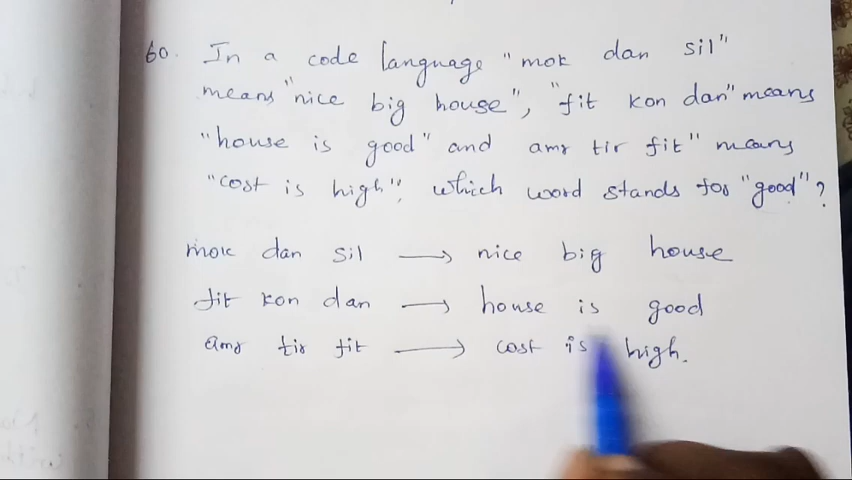 60. In a code language "mok dan sil"
means "nice big house", "fit kon dan" means
"house is good" and amr tir fit" means
"cost is high", which word stands for "good"?
mok dan sil → nice big house
fit kon dan → house is good
amr tir fit → cost is high.